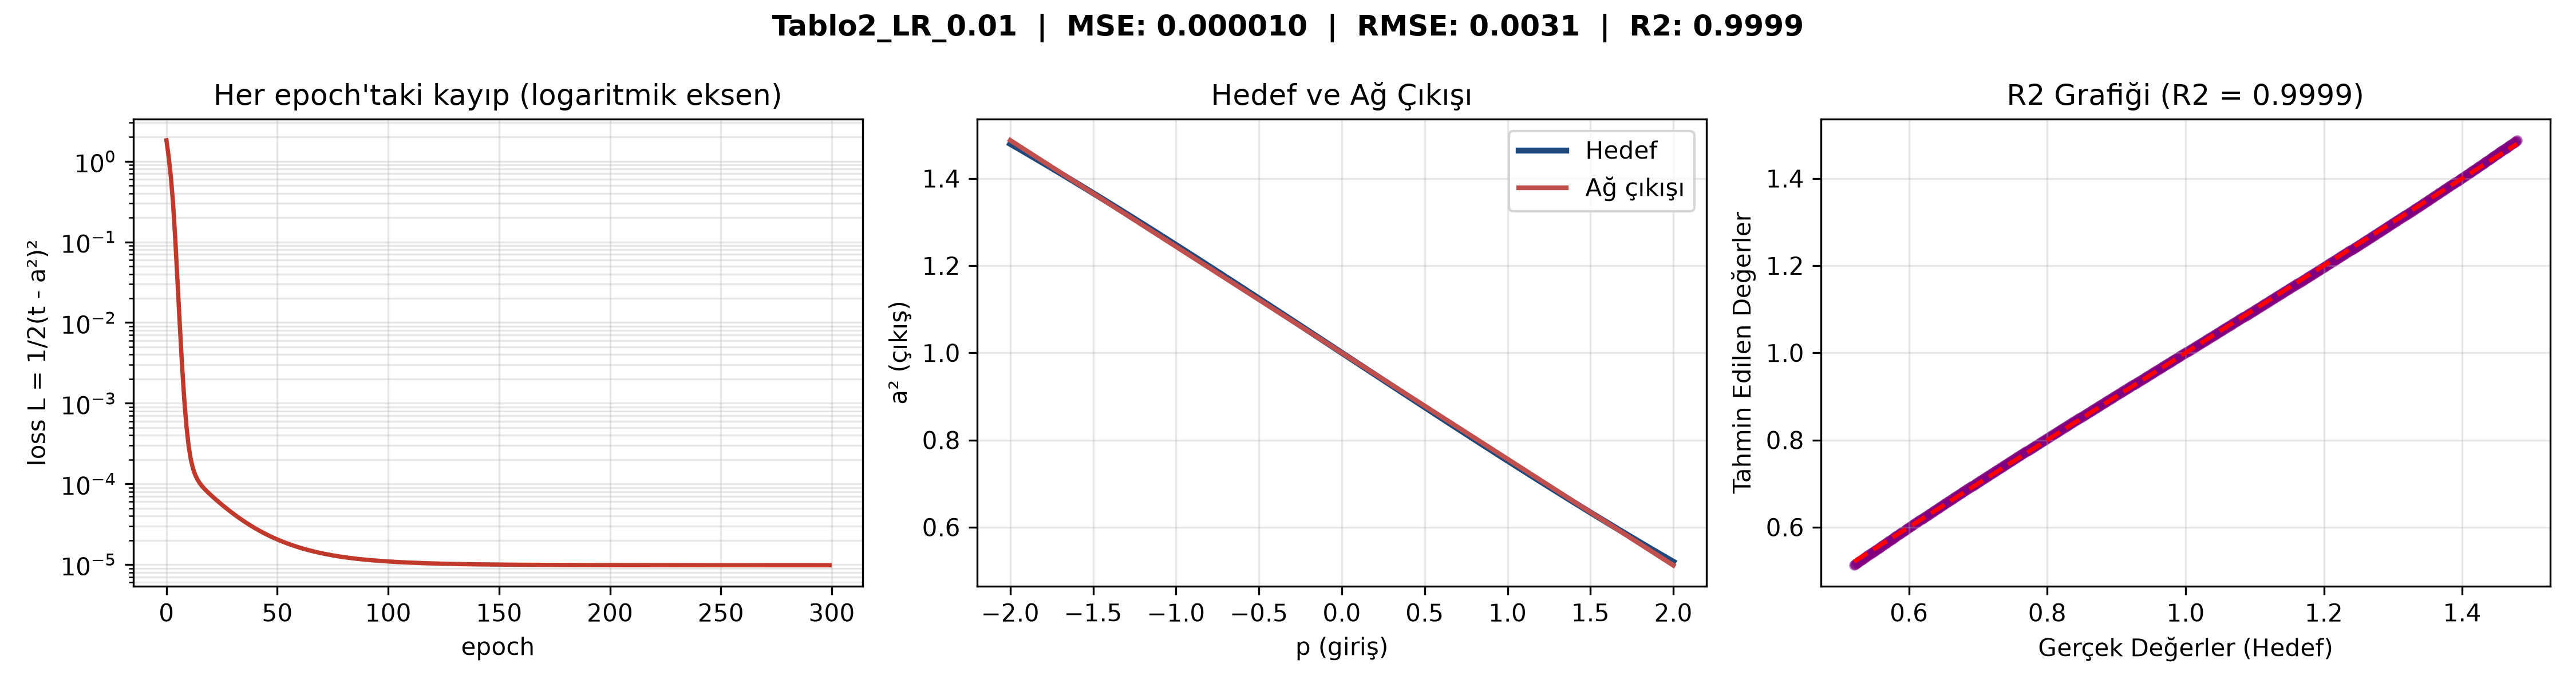 Tablo2_LR_0.01 | MSE: 0.000010 | RMSE: 0.0031 | R2: 0.9999
Her epoch'taki kayıp (logaritmik eksen)
loss L = 1/2(t - a²)²
10⁰
10⁻¹
10⁻²
10⁻³
10⁻⁴
10⁻⁵
0 50 100 150 200 250 300
epoch
Hedef ve Ağ Çıkışı
Hedef
Ağ çıkışı
a² (çıkış)
1.4
1.2
1.0
0.8
0.6
−2.0 −1.5 −1.0 −0.5 0.0 0.5 1.0 1.5 2.0
p (giriş)
R2 Grafiği (R2 = 0.9999)
Tahmin Edilen Değerler
1.4
1.2
1.0
0.8
0.6
0.6 0.8 1.0 1.2 1.4
Gerçek Değerler (Hedef)